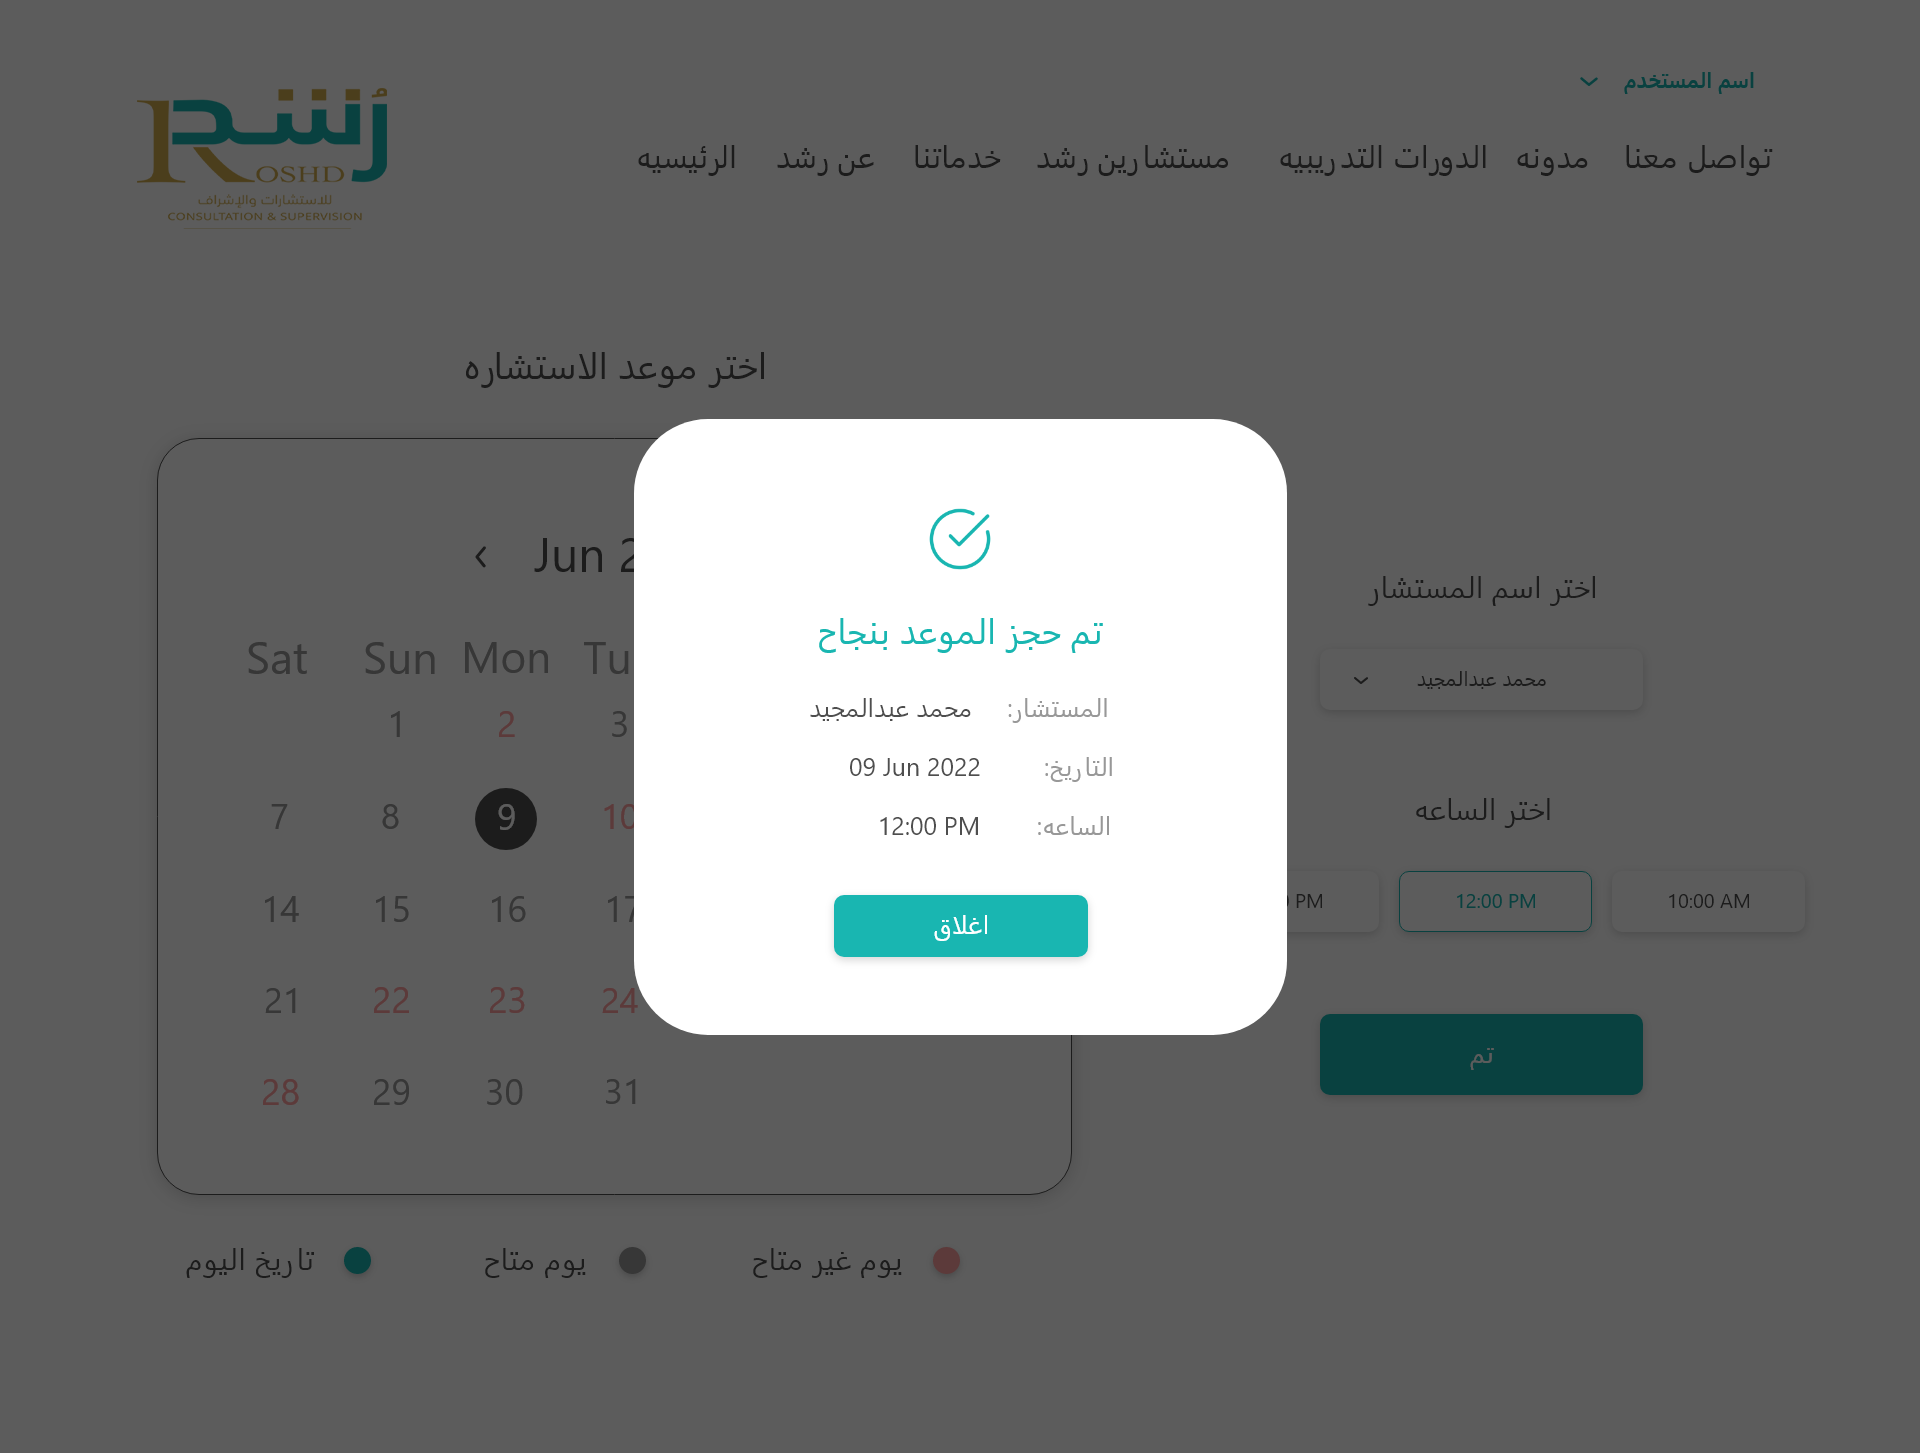 اسم المستخدم
الرئيسيه
عن رشد
خدماتنا
مستشارين رشد
الدورات التدريبيه
مدونه
تواصل معنا
رُشد
ROSHD
للاستشارات والإشراف
CONSULTATION & SUPERVISION
اختر موعد الاستشاره
Jun 2
Sat Sun Mon Tu
1 2 3
7 8 9 10
14 15 16 17
21 22 23 24
28 29 30 31
يوم غير متاح
يوم متاح
تاريخ اليوم
تم حجز الموعد بنجاح
المستشار: محمد عبدالمجيد
التاريخ: 09 Jun 2022
الساعه: 12:00 PM
اغلاق
اختر اسم المستشار
محمد عبدالمجيد
اختر الساعه
10:00 AM
12:00 PM
PM
تم